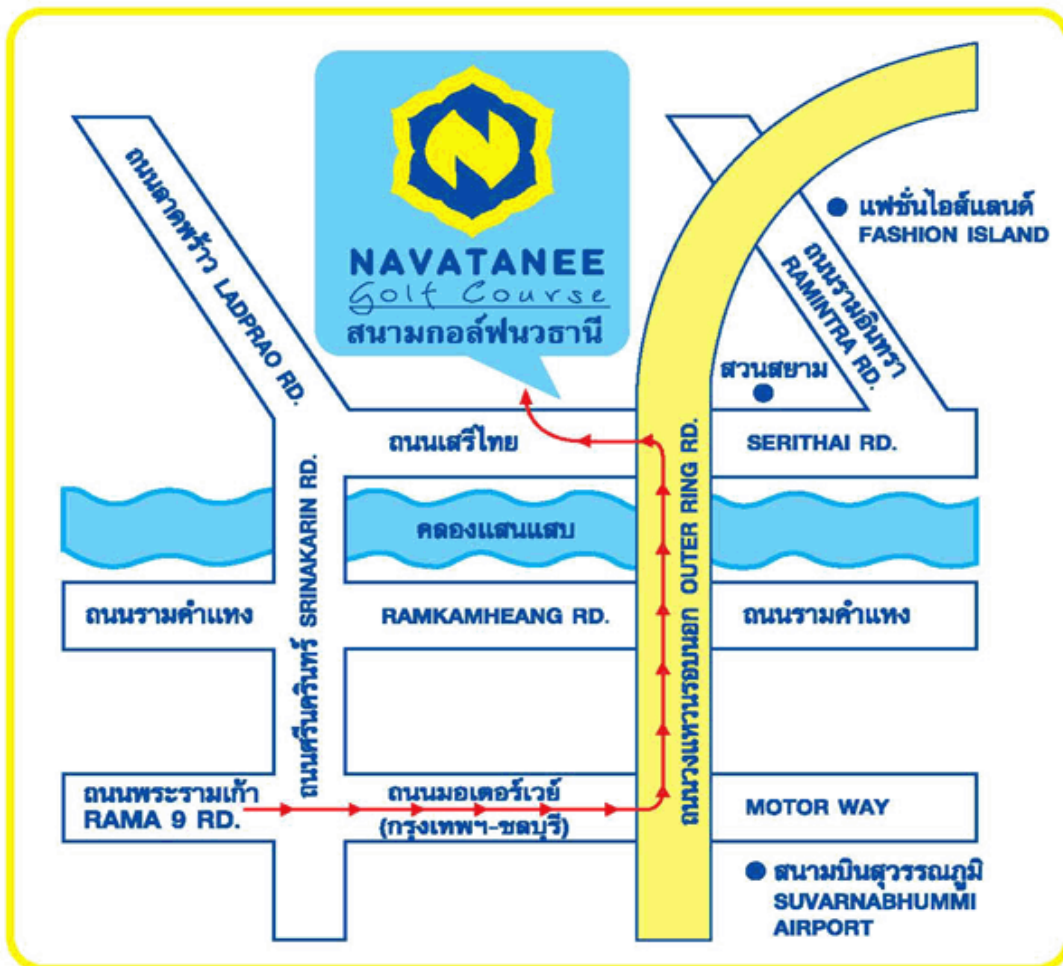 NAVATANEE
Golf Course
สนามกอล์ฟนวธานี
ถนนลาดพร้าว LADPRAO RD.
แฟชั่นไอส์แลนด์
FASHION ISLAND
ถนนรามอินทรา
RAMINTRA RD.
สวนสยาม
ถนนเสรีไทย
SERITHAI RD.
คลองแสนแสบ
ถนนศรีนครินทร์ SRINAKARIN RD.
ถนนวงแหวนรอบนอก OUTER RING RD.
ถนนรามคำแหง
RAMKAMHEANG RD.
ถนนรามคำแหง
ถนนพระรามเก้า
RAMA 9 RD.
ถนนมอเตอร์เวย์
(กรุงเทพฯ-ชลบุรี)
MOTOR WAY
สนามบินสุวรรณภูมิ
SUVARNABHUMMI
AIRPORT